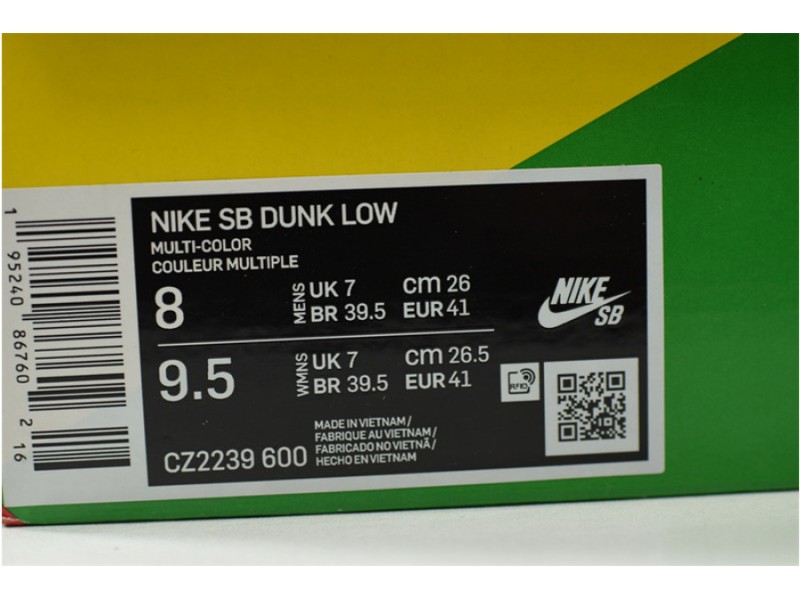 NIKE SB DUNK LOW
MULTI-COLOR
COULEUR MULTIPLE
8 MENS UK 7 cm 26
BR 39.5 EUR 41
9.5 WMNS UK 7 cm 26.5
BR 39.5 EUR 41
NIKE
SB
RFID
CZ2239 600
MADE IN VIETNAM /
FABRIQUE AU VIETNAM /
FABRICADO NO VIETNÃ /
HECHO EN VIETNAM
1 95240 86760 2 16